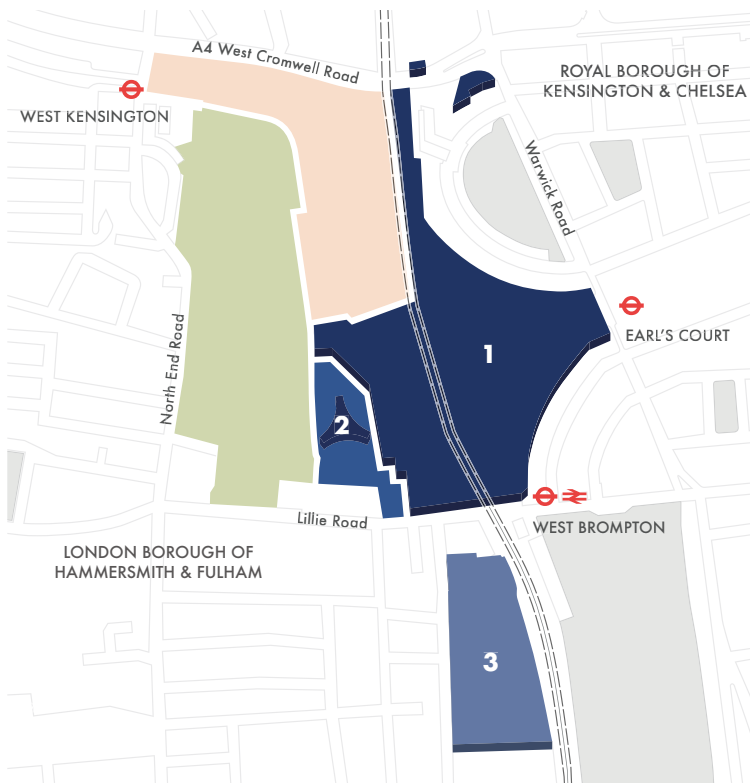 A4 West Cromwell Road
ROYAL BOROUGH OF
KENSINGTON & CHELSEA
WEST KENSINGTON
Warwick Road
EARL'S COURT
1
North End Road
2
WEST BROMPTON
Lillie Road
LONDON BOROUGH OF
HAMMERSMITH & FULHAM
3